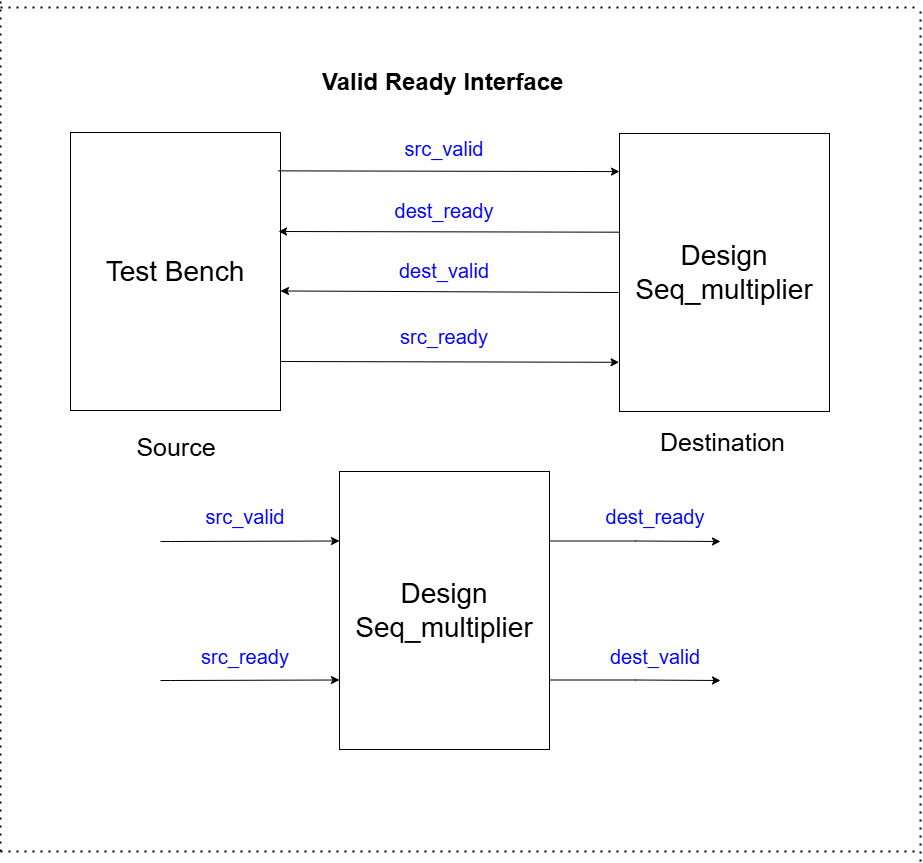 Valid Ready Interface
src_valid
dest_ready
dest_valid
src_ready
Test Bench
Design
Seq_multiplier
Source
Destination
src_valid
src_ready
Design
Seq_multiplier
dest_ready
dest_valid